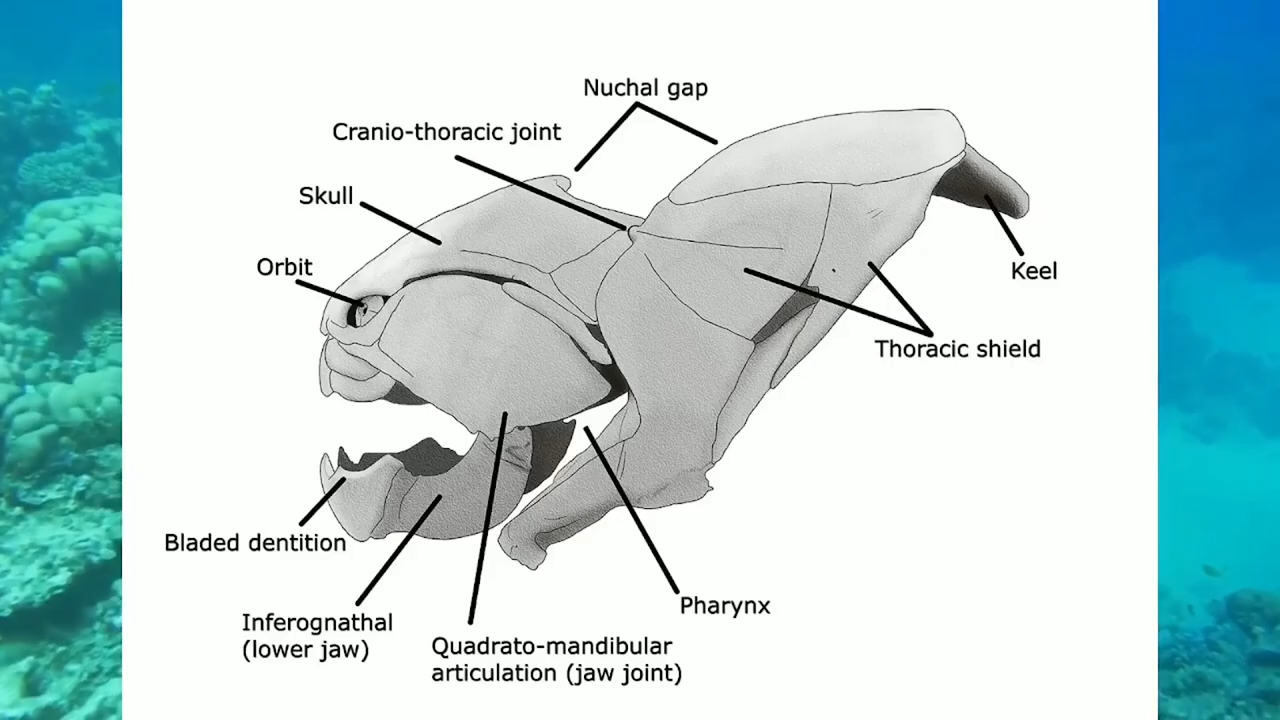 Nuchal gap
Cranio-thoracic joint
Skull
Orbit
Keel
Thoracic shield
Bladed dentition
Pharynx
Inferognathal
(lower jaw)
Quadrato-mandibular
articulation (jaw joint)